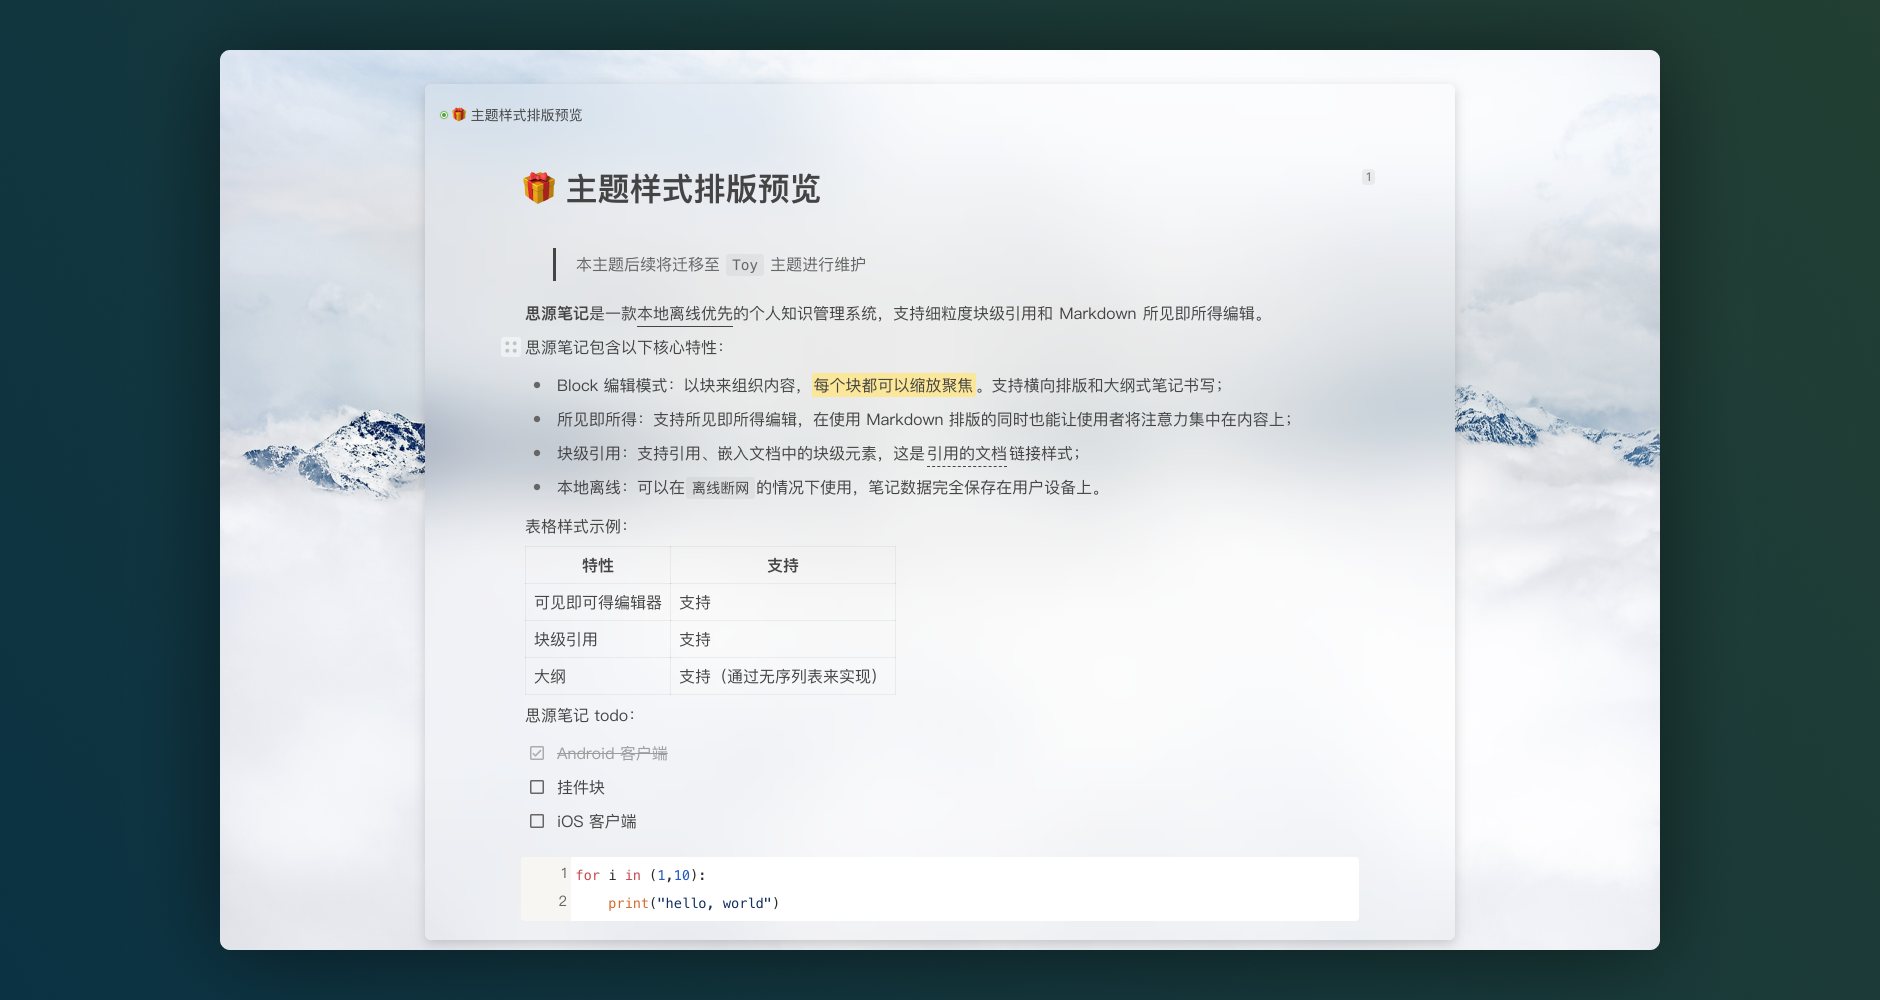 主题样式排版预览
主题样式排版预览
1
本主题后续将迁移至 Toy 主题进行维护
思源笔记是一款本地离线优先的个人知识管理系统，支持细粒度块级引用和 Markdown 所见即所得编辑。
思源笔记包含以下核心特性：
Block 编辑模式：以块来组织内容，每个块都可以缩放聚焦。支持横向排版和大纲式笔记书写；
所见即所得：支持所见即所得编辑，在使用 Markdown 排版的同时也能让使用者将注意力集中在内容上；
块级引用：支持引用、嵌入文档中的块级元素，这是引用的文档链接样式；
本地离线：可以在 离线断网 的情况下使用，笔记数据完全保存在用户设备上。
表格样式示例：
特性 支持
可见即可得编辑器 支持
块级引用 支持
大纲 支持（通过无序列表来实现）
思源笔记 todo：
Android 客户端
挂件块
iOS 客户端
1 for i in (1,10):
2 print("hello, world")